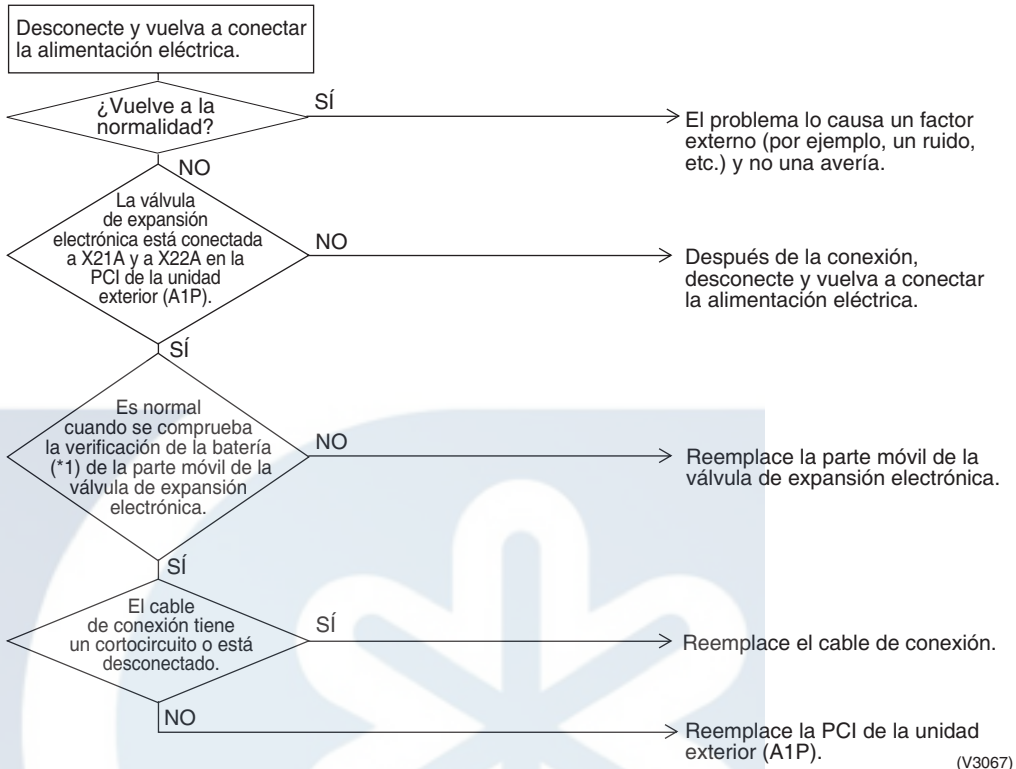 Desconecte y vuelva a conectar
la alimentación eléctrica.
¿Vuelve a la
normalidad?
SÍ
El problema lo causa un factor
externo (por ejemplo, un ruido,
etc.) y no una avería.
NO
La válvula
de expansión
electrónica está conectada
a X21A y a X22A en la
PCI de la unidad
exterior (A1P).
NO
Después de la conexión,
desconecte y vuelva a conectar
la alimentación eléctrica.
SÍ
Es normal
cuando se comprueba
la verificación de la batería
(*1) de la parte móvil de la
válvula de expansión
electrónica.
NO
Reemplace la parte móvil de la
válvula de expansión electrónica.
SÍ
El cable
de conexión tiene
un cortocircuito o está
desconectado.
SÍ
Reemplace el cable de conexión.
NO
Reemplace la PCI de la unidad
exterior (A1P).
(V3067)